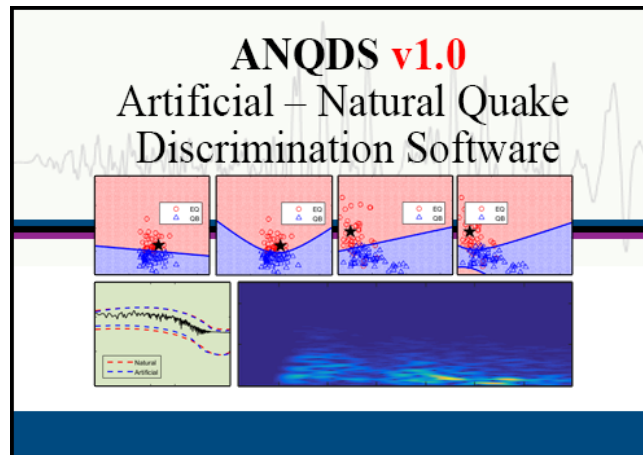 ANQDS v1.0
Artificial – Natural Quake
Discrimination Software
EQ
QB
EQ
QB
EQ
QB
EQ
QB
Natural
Artificial